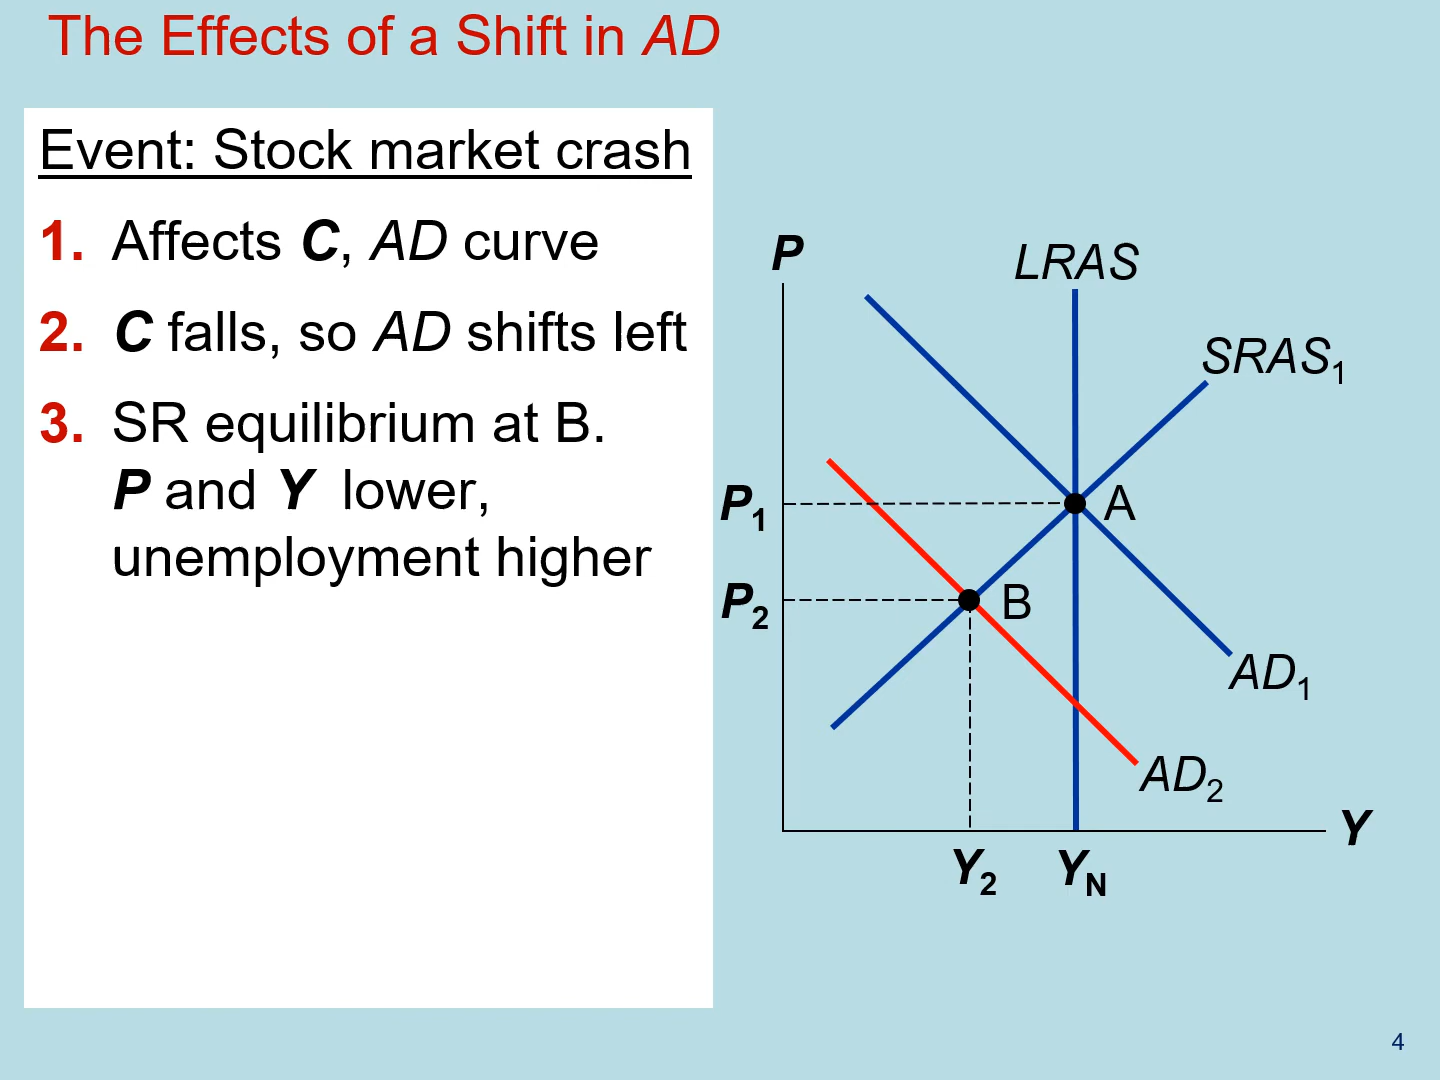 The Effects of a Shift in AD
Event: Stock market crash
1. Affects C, AD curve
2. C falls, so AD shifts left
3. SR equilibrium at B.
P and Y lower,
unemployment higher
P
LRAS
SRAS1
P1
A
P2
B
AD1
AD2
Y
Y2
YN
4